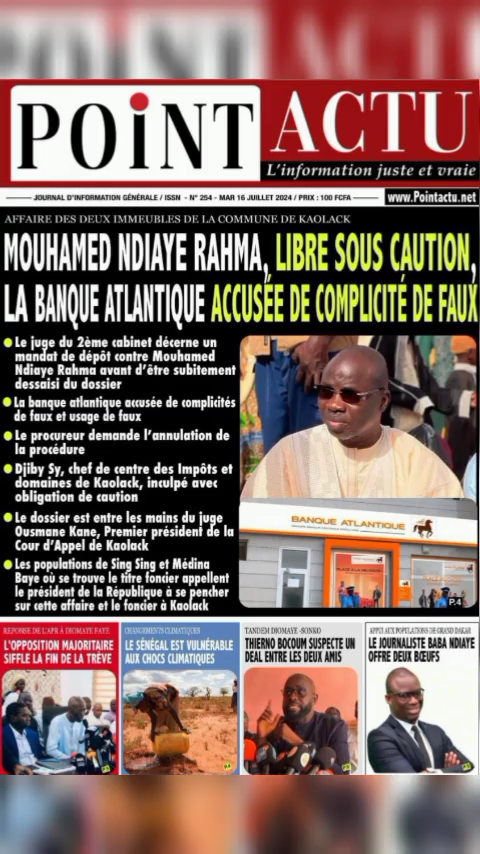 POiNT ACTU
L'information juste et vraie
JOURNAL D'INFORMATION GÉNÉRALE / ISSN - N° 254 - MAR 16 JUILLET 2024 / PRIX : 100 FCFA
www.Pointactu.net
AFFAIRE DES DEUX IMMEUBLES DE LA COMMUNE DE KAOLACK
MOUHAMED NDIAYE RAHMA, LIBRE SOUS CAUTION,
LA BANQUE ATLANTIQUE ACCUSÉE DE COMPLICITÉ DE FAUX
Le juge du 2ème cabinet décerne un
mandat de dépôt contre Mouhamed
Ndiaye Rahma avant d'être subitement
dessaisi du dossier
La banque atlantique accusée de complicités
de faux et usage de faux
Le procureur demande l'annulation de
la procédure
Djiby Sy, chef de centre des Impôts et
domaines de Kaolack, inculpé avec
obligation de caution
Le dossier est entre les mains du juge
Ousmane Kane, Premier président de la
Cour d'Appel de Kaolack
Les populations de Sing Sing et Médina
Baye où se trouve le titre foncier appellent
le président de la République à se pencher
sur cette affaire et le foncier à Kaolack
BANQUE ATLANTIQUE
P.4
REPONSE DE L'APR À DIOMAYE FAYE
L'OPPOSITION MAJORITAIRE
SIFFLE LA FIN DE LA TRÊVE
CHANGEMENTS CLIMATIQUES
LE SÉNÉGAL EST VULNÉRABLE
AUX CHOCS CLIMATIQUES
TANDEM DIOMAYE -SONKO
THIERNO BOCOUM SUSPECTE UN
DEAL ENTRE LES DEUX AMIS
APPUI AUX POPULATIONS DE GRAND DAKAR
LE JOURNALISTE BABA NDIAYE
OFFRE DEUX BŒUFS